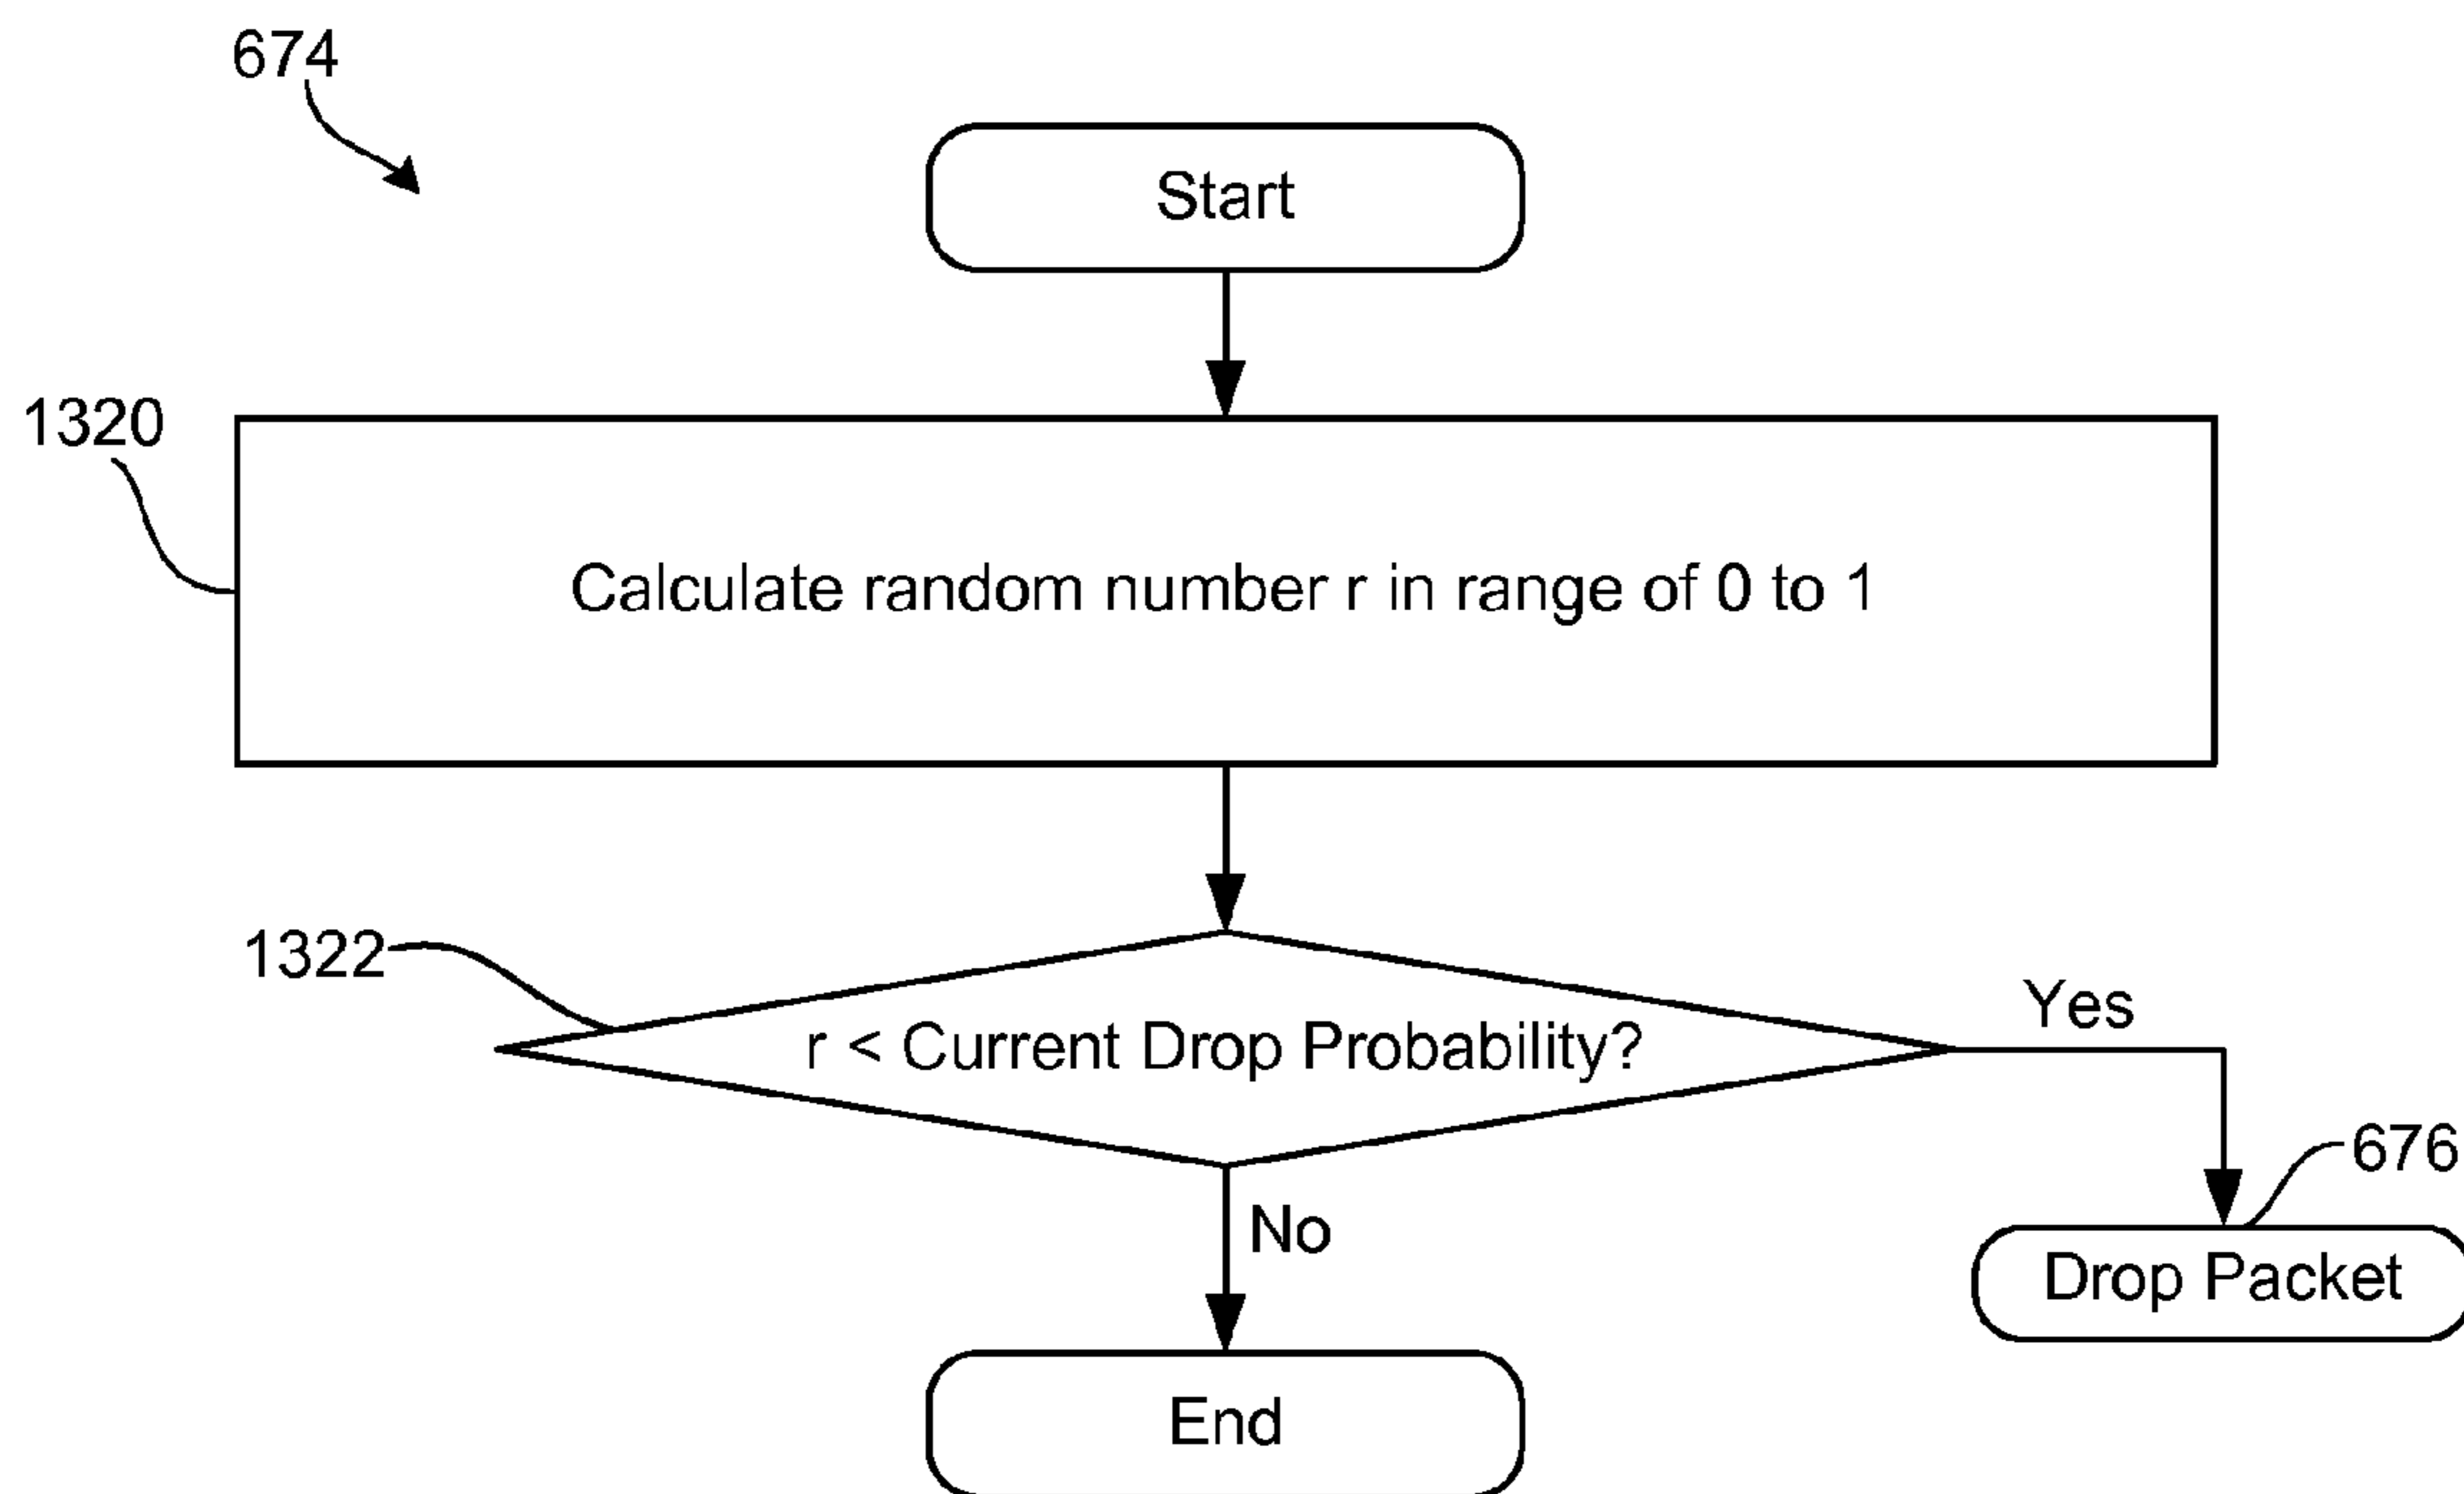 674
Start
1320
Calculate random number r in range of 0 to 1
1322
r < Current Drop Probability?
Yes
676
Drop Packet
No
End